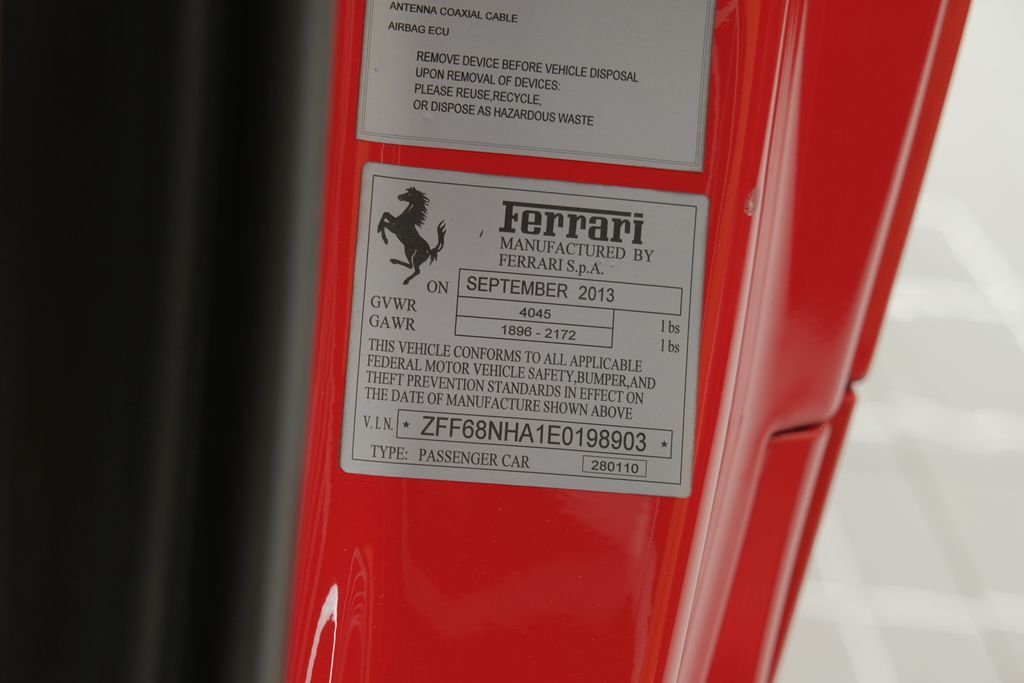 ANTENNA COAXIAL CABLE
AIRBAG ECU
REMOVE DEVICE BEFORE VEHICLE DISPOSAL
UPON REMOVAL OF DEVICES:
PLEASE REUSE,RECYCLE,
OR DISPOSE AS HAZARDOUS WASTE
Ferrari
MANUFACTURED BY
FERRARI S.p.A.
ON SEPTEMBER 2013
GVWR 4045 lbs
GAWR 1896 - 2172 lbs
THIS VEHICLE CONFORMS TO ALL APPLICABLE
FEDERAL MOTOR VEHICLE SAFETY,BUMPER,AND
THEFT PREVENTION STANDARDS IN EFFECT ON
THE DATE OF MANUFACTURE SHOWN ABOVE
V.I.N. * ZFF68NHA1E0198903 *
TYPE: PASSENGER CAR 280110